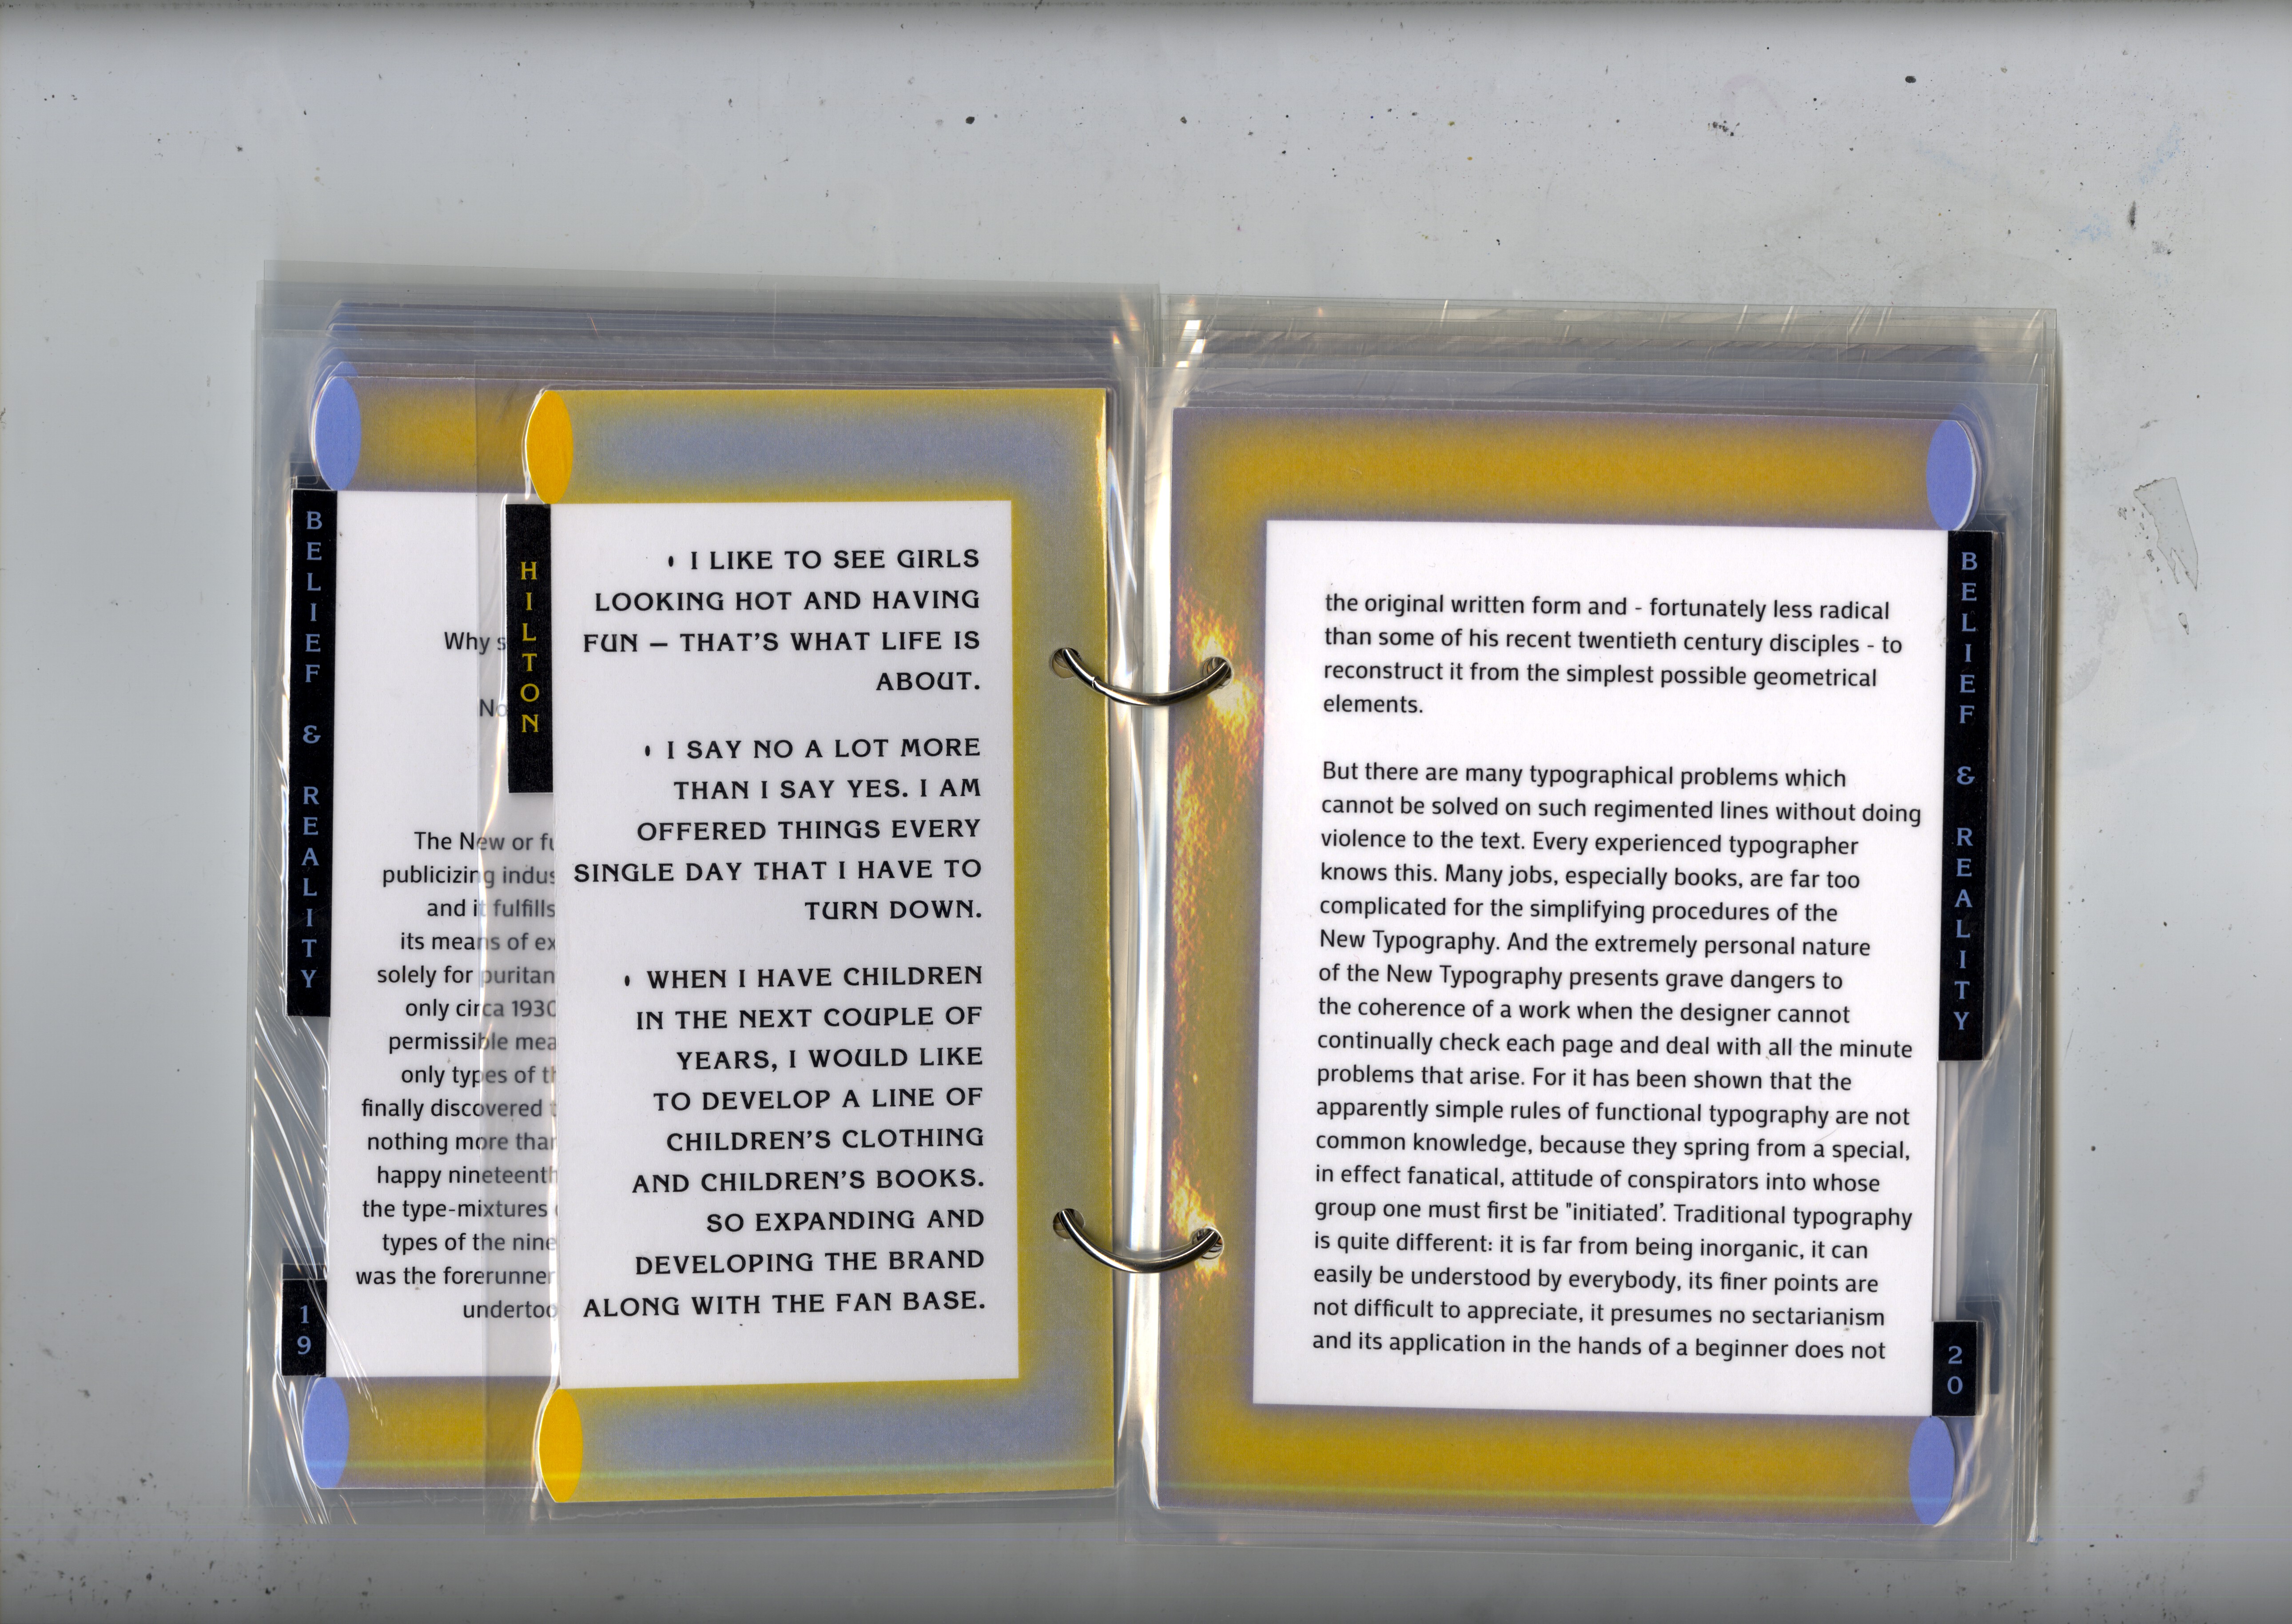 BELIEF & REALITY
19
Why
The New or
publicizing
and it fulfills
its means of
solely for
only circa
permissible
only types of
finally discovered
nothing more
happy
the type-mixtures
types of the
was the forerunner
HILTON
• I LIKE TO SEE GIRLS
LOOKING HOT AND HAVING
FUN – THAT'S WHAT LIFE IS
ABOUT.
• I SAY NO A LOT MORE
THAN I SAY YES. I AM
OFFERED THINGS EVERY
SINGLE DAY THAT I HAVE TO
TURN DOWN.
• WHEN I HAVE CHILDREN
IN THE NEXT COUPLE OF
YEARS, I WOULD LIKE
TO DEVELOP A LINE OF
CHILDREN'S CLOTHING
AND CHILDREN'S BOOKS.
SO EXPANDING AND
DEVELOPING THE BRAND
ALONG WITH THE FAN BASE.
the original written form and - fortunately less radical
than some of his recent twentieth century disciples - to
reconstruct it from the simplest possible geometrical
elements.
But there are many typographical problems which
cannot be solved on such regimented lines without doing
violence to the text. Every experienced typographer
knows this. Many jobs, especially books, are far too
complicated for the simplifying procedures of the
New Typography. And the extremely personal nature
of the New Typography presents grave dangers to
the coherence of a work when the designer cannot
continually check each page and deal with all the minute
problems that arise. For it has been shown that the
apparently simple rules of functional typography are not
common knowledge, because they spring from a special,
in effect fanatical, attitude of conspirators into whose
group one must first be "initiated'. Traditional typography
is quite different: it is far from being inorganic, it can
easily be understood by everybody, its finer points are
not difficult to appreciate, it presumes no sectarianism
and its application in the hands of a beginner does not
BELIEF & REALITY
20